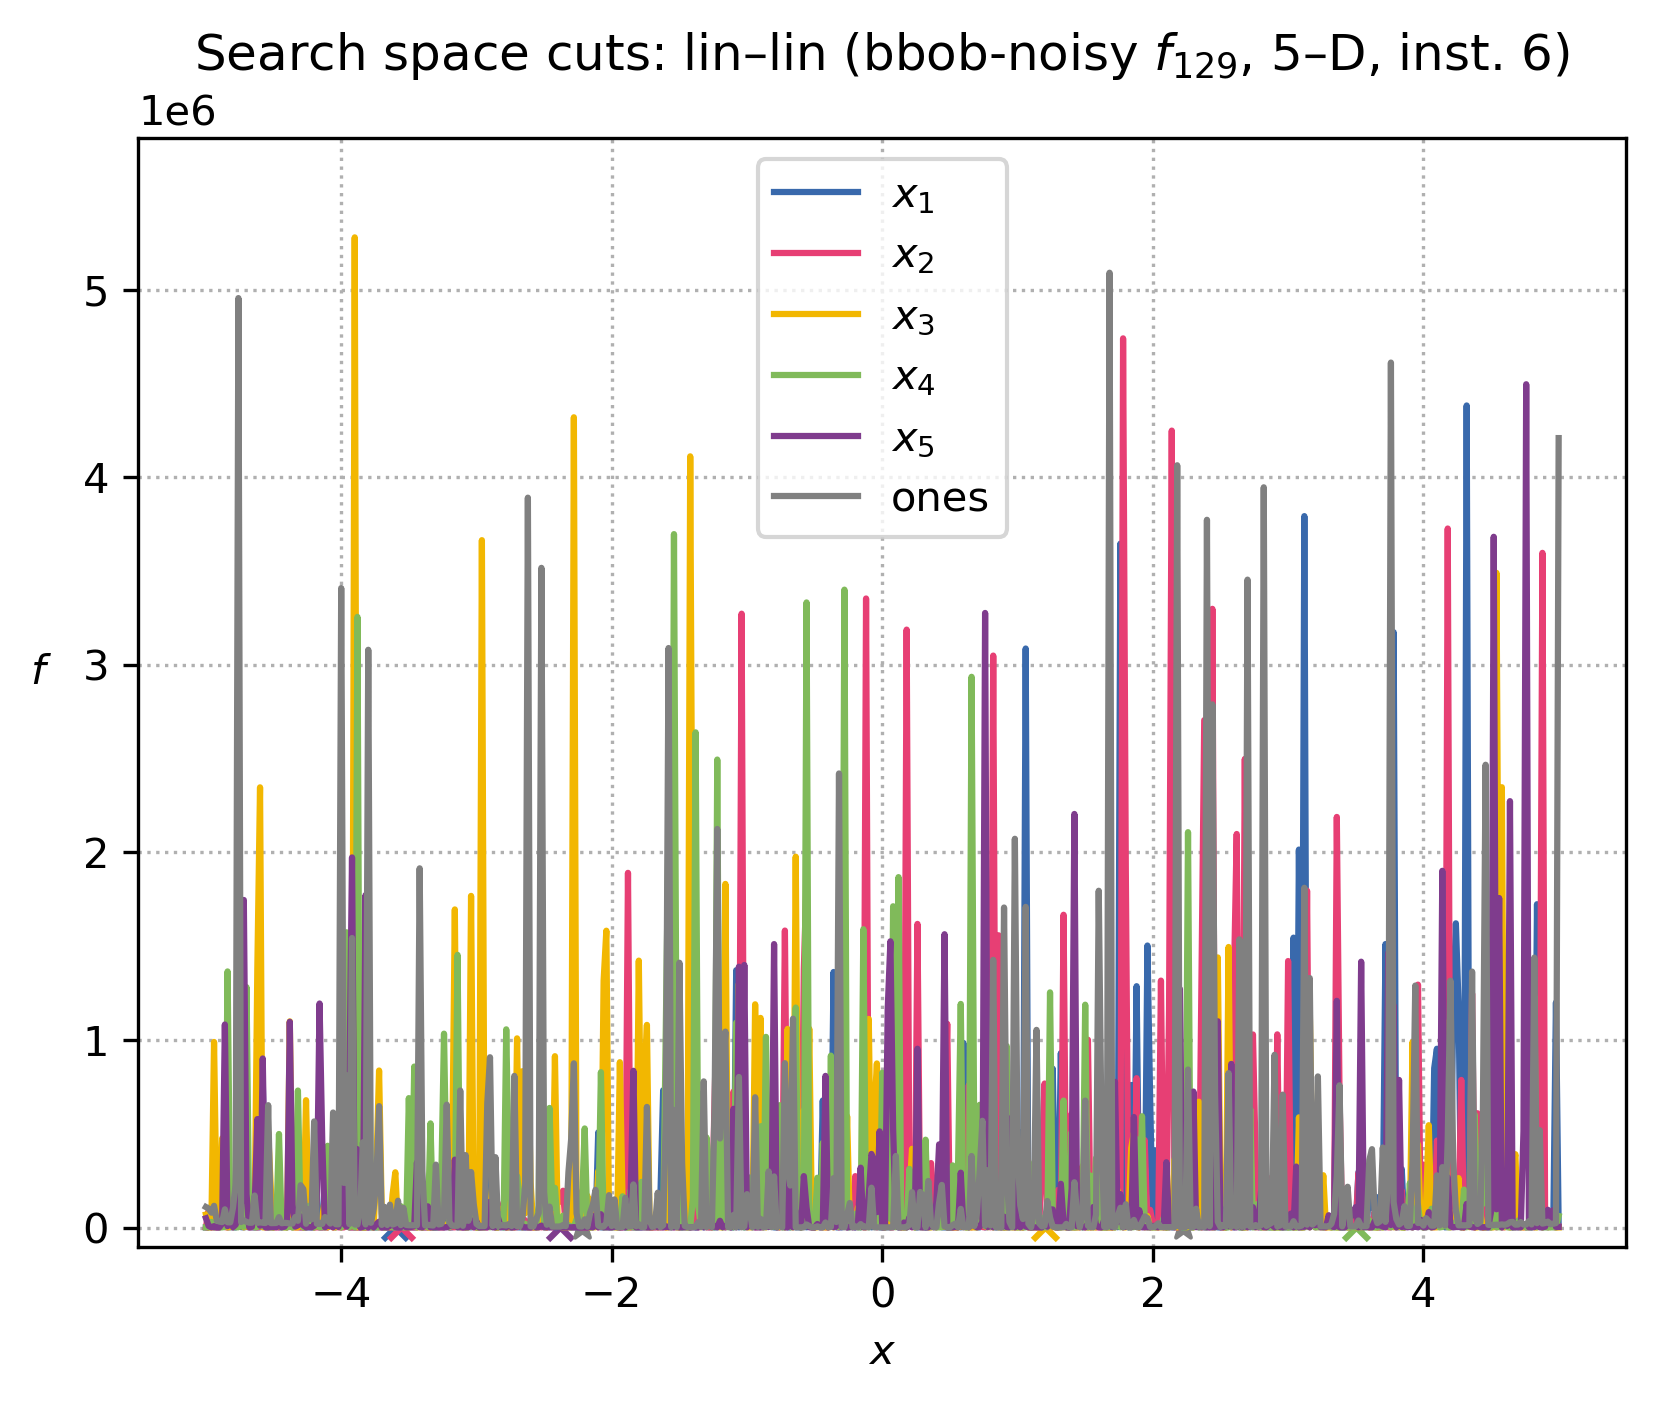 Search space cuts: lin–lin (bbob-noisy f129, 5–D, inst. 6)
1e6
x1
x2
x3
x4
x5
ones
5
4
3
2
1
0
f
−4
−2
0
2
4
x